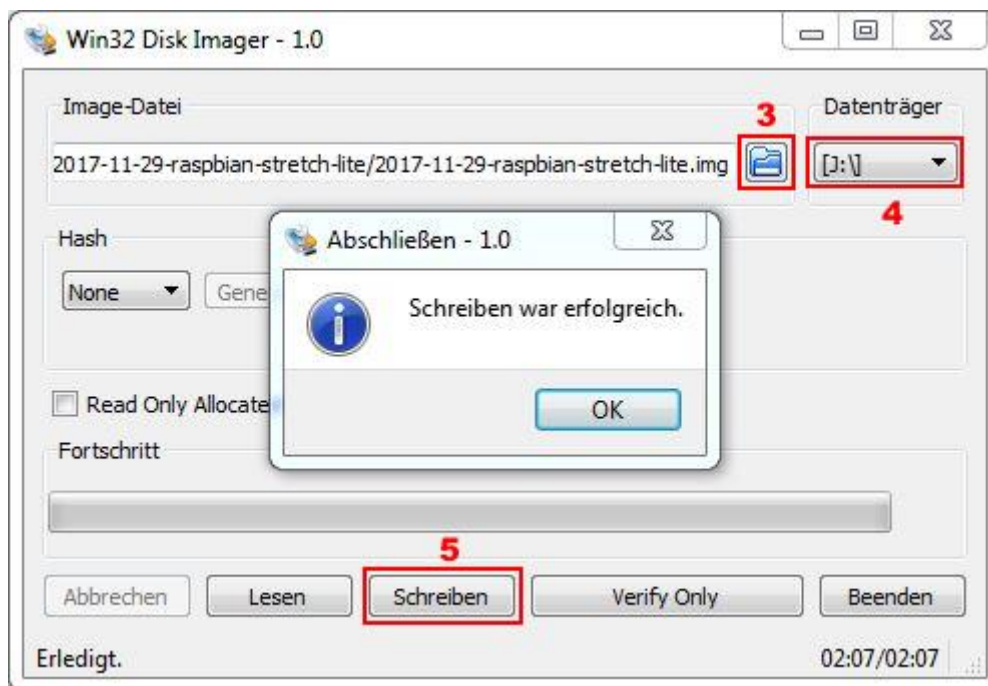 Win32 Disk Imager - 1.0
Image-Datei
3
Datenträger
2017-11-29-raspbian-stretch-lite/2017-11-29-raspbian-stretch-lite.img
[J:\]
4
Hash
Abschließen - 1.0
None
Gene
Schreiben war erfolgreich.
OK
Read Only Allocate
Fortschritt
5
Abbrechen
Lesen
Schreiben
Verify Only
Beenden
Erledigt.
02:07/02:07